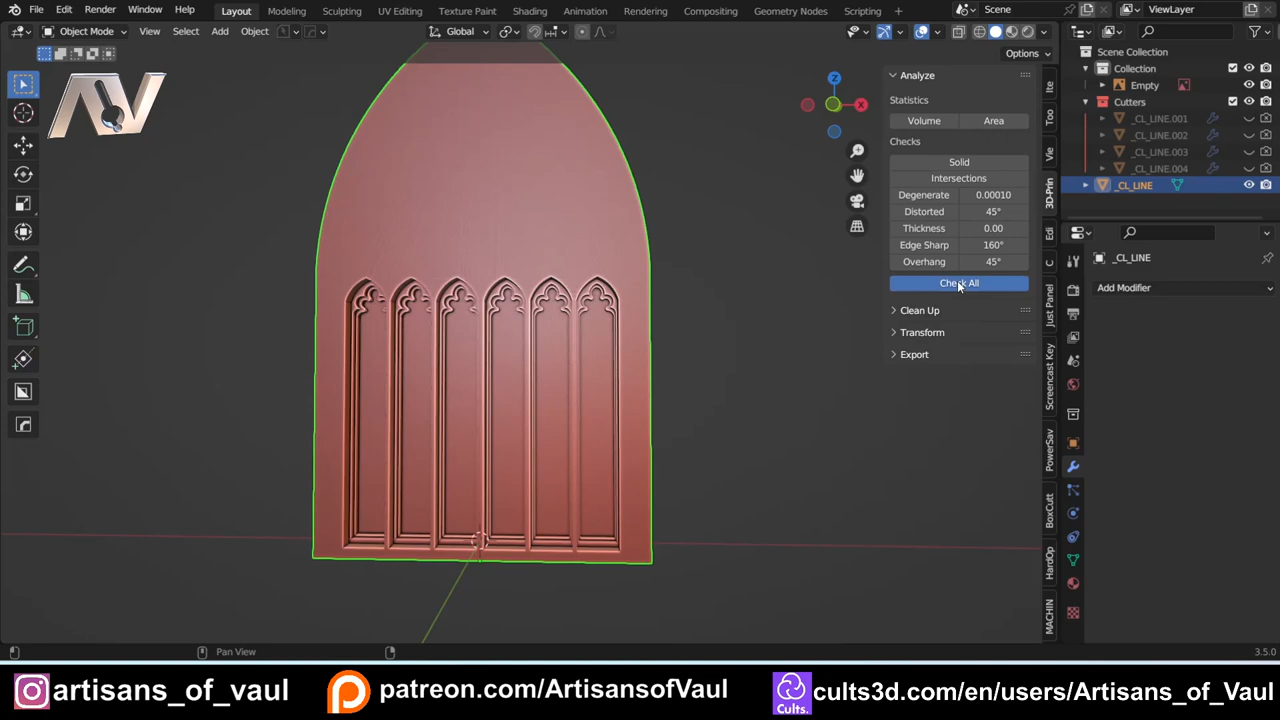 File Edit Render Window Help Layout Modeling Sculpting UV Editing Texture Paint Shading Animation Rendering Compositing Geometry Nodes Scripting + Scene ViewLayer
Object Mode View Select Add Object Global
Options
Scene Collection
Collection
Empty
Cutters
_CL_LINE.001
_CL_LINE.002
_CL_LINE.003
_CL_LINE.004
_CL_LINE
_CL_LINE
Add Modifier
Analyze
Statistics
Volume Area
Checks
Solid
Intersections
Degenerate 0.00010
Distorted 45°
Thickness 0.00
Edge Sharp 160°
Overhang 45°
Check All
Clean Up
Transform
Export
Z
X
Ite
Too
Vie
3D-Prin
Edi
C
Just Panel
Screencast Key
PowerSav
BoxCutt
HardOp
MACHIN
AV
Pan View
3.5.0
artisans_of_vaul
patreon.com/ArtisansofVaul
Cults.
cults3d.com/en/users/Artisans_of_Vaul